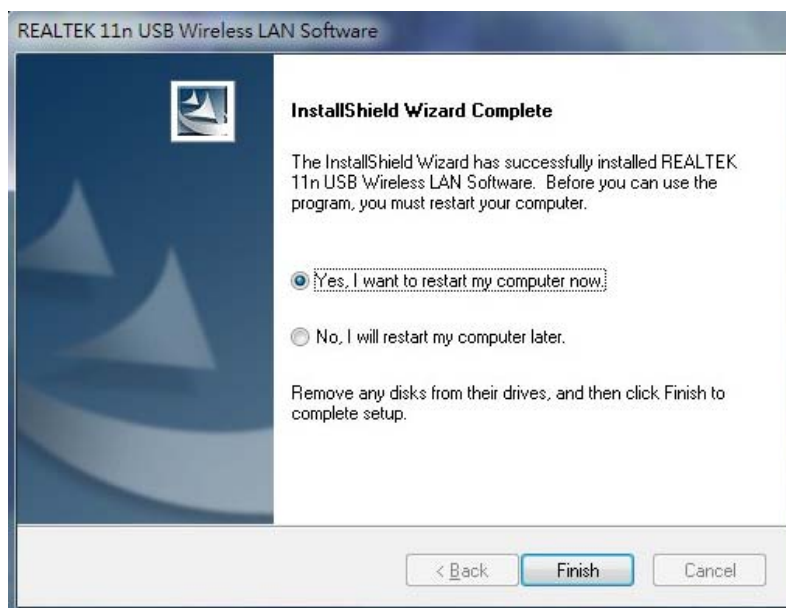 REALTEK 11n USB Wireless LAN Software
InstallShield Wizard Complete
The InstallShield Wizard has successfully installed REALTEK
11n USB Wireless LAN Software. Before you can use the
program, you must restart your computer.
Yes, I want to restart my computer now.
No, I will restart my computer later.
Remove any disks from their drives, and then click Finish to
complete setup.
< Back Finish Cancel